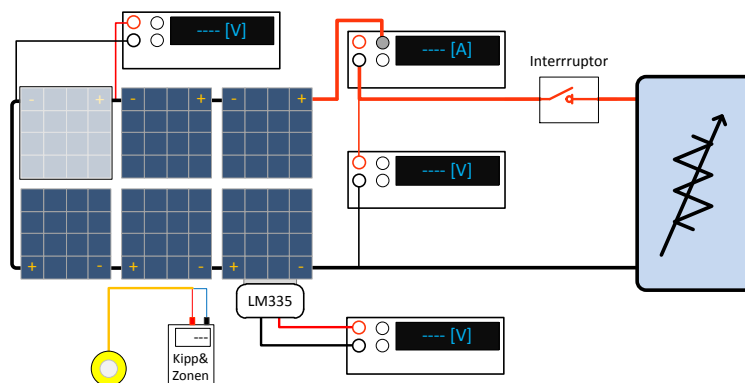 ---- [V]
---- [A]
Interrruptor
- + - + - +
---- [V]
+ - + - + -
LM335
---- [V]
---
Kipp&
Zonen